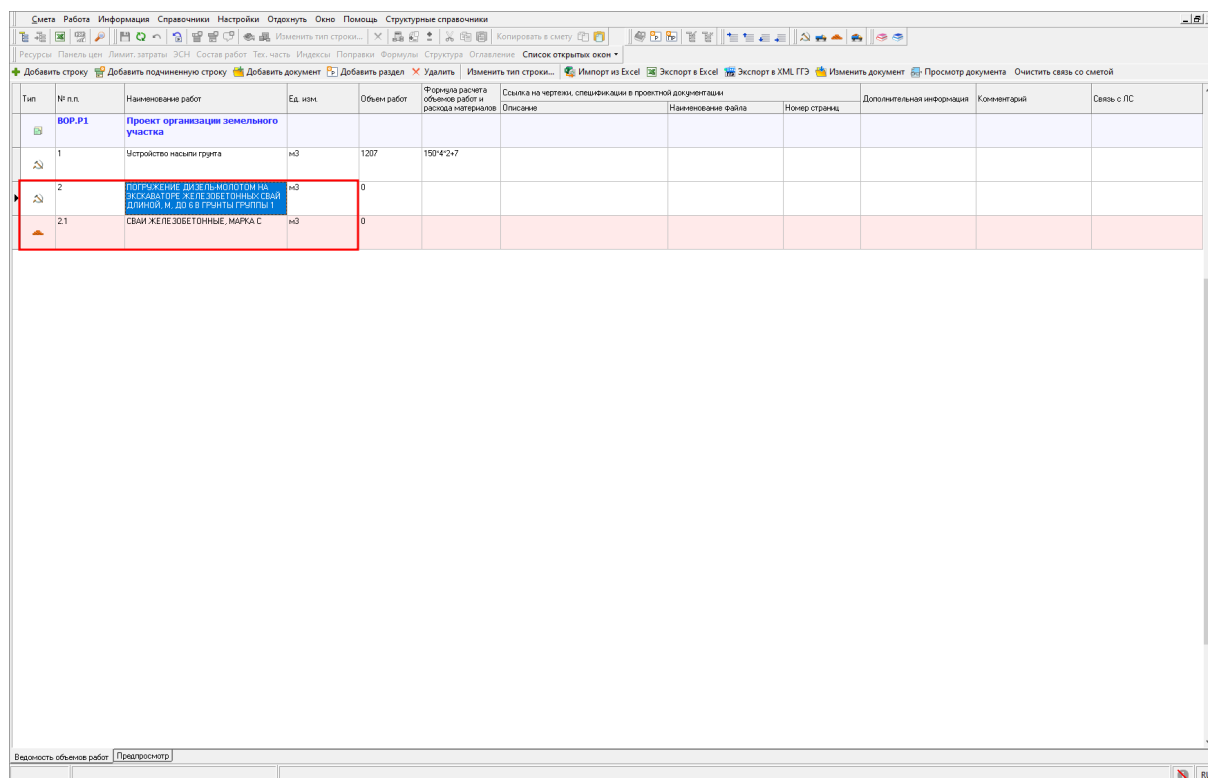 Смета Работа Информация Справочники Настройки Отдохнуть Окно Помощь Структурные справочники
Изменить тип строки... Копировать в смету
Ресурсы Панель цен Лимит. затраты ЭСН Состав работ Тех. часть Индексы Поправки Формулы Структура Оглавление Список открытых окон
Добавить строку Добавить подчиненную строку Добавить документ Добавить раздел Удалить Изменить тип строки... Импорт из Excel Экспорт в Excel Экспорт в XML ГГЭ Изменить документ Просмотр документа Очистить связь со сметой
Тип № п.п. Наименование работ Ед. изм. Объем работ Формула расчета объемов работ и расхода материалов Ссылка на чертежи, спецификации в проектной документации Дополнительная информация Комментарий Связь с ЛС
Описание Наименование файла Номер страниц
ВОР.Р1 Проект организации земельного
участка
1 Устройство насыпи грунта м3 1207 150*4*2+7
2 ПОГРУЖЕНИЕ ДИЗЕЛЬ-МОЛОТОМ НА м3 0
ЭКСКАВАТОРЕ ЖЕЛЕЗОБЕТОННЫХ СВАЙ
ДЛИНОЙ, М, ДО 6 В ГРУНТЫ ГРУППЫ 1
2.1 СВАИ ЖЕЛЕЗОБЕТОННЫЕ, МАРКА С м3 0
Ведомость объемов работ Предпросмотр